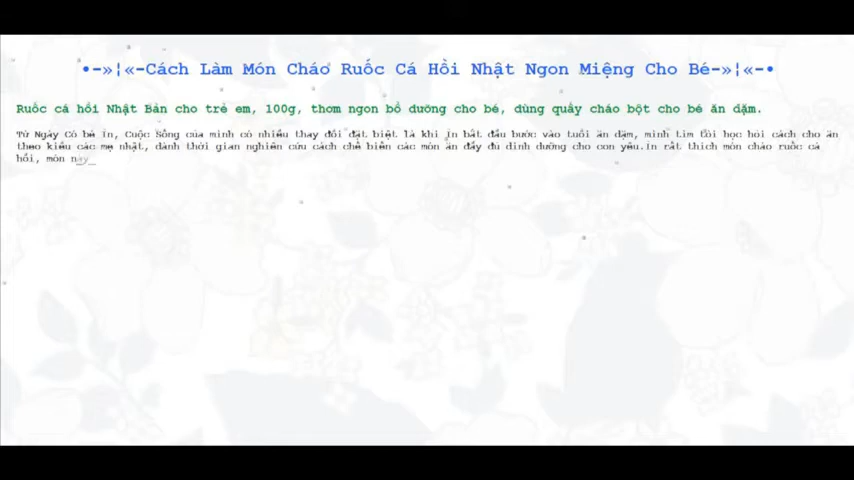 •-»¦«-Cách Làm Món Cháo Ruốc Cá Hồi Nhật Ngon Miệng Cho Bé-»¦«-•
Ruốc cá hồi Nhật Bản cho trẻ em, 100g, thơm ngon bổ dưỡng cho bé, dùng quấy cháo bột cho bé ăn dặm.
Từ Ngày Có bé In, Cuộc Sống của mình có nhiều thay đổi đặt biệt là khi In bắt đầu bước vào tuổi ăn dặm, mình tìm tòi học hỏi cách cho ăn
theo kiểu các mẹ nhật, dành thời gian nghiên cứu cách chế biến các món ăn đầy đủ dinh dưỡng cho con yêu.In rất thích món cháo ruốc cá
hồi, món này_